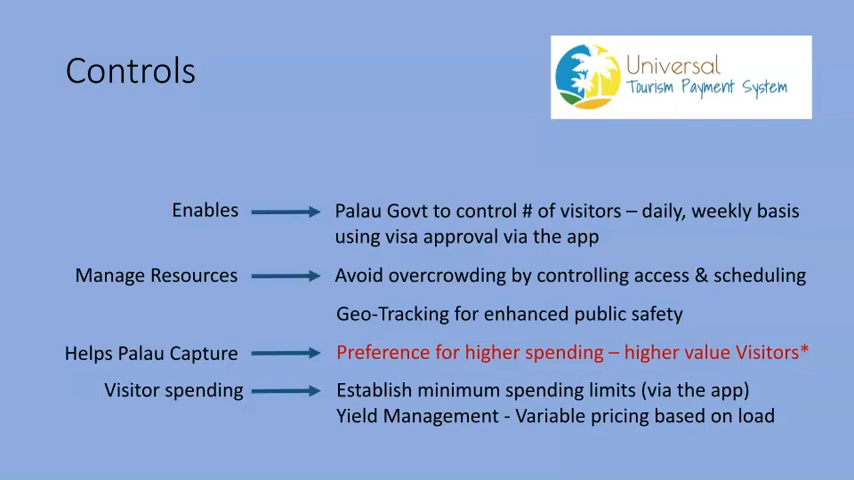 Controls
Universal
Tourism Payment System
Enables
Palau Govt to control # of visitors – daily, weekly basis
using visa approval via the app
Manage Resources
Avoid overcrowding by controlling access & scheduling
Geo-Tracking for enhanced public safety
Helps Palau Capture
Preference for higher spending – higher value Visitors*
Visitor spending
Establish minimum spending limits (via the app)
Yield Management - Variable pricing based on load